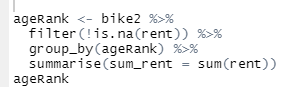 ageRank <- bike2 %>%
  filter(!is.na(rent)) %>%
  group_by(ageRank) %>%
  summarise(sum_rent = sum(rent))
ageRank